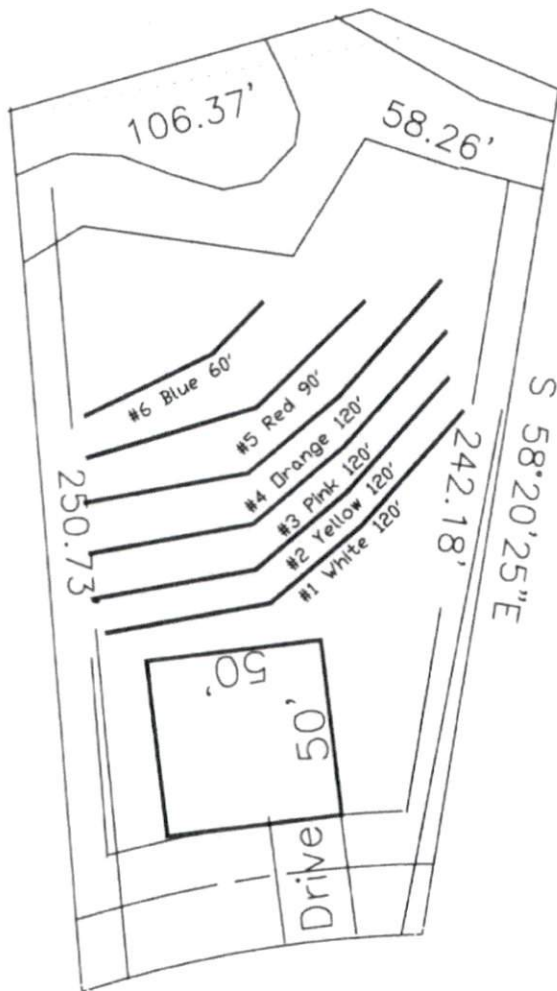 106.37'
58.26'
#6 Blue 60'
#5 Red 90'
#4 Orange 120'
#3 Pink 120'
#2 Yellow 120'
#1 White 120'
250.73
242.18'
S 58°20'25"E
50'
50'
Drive